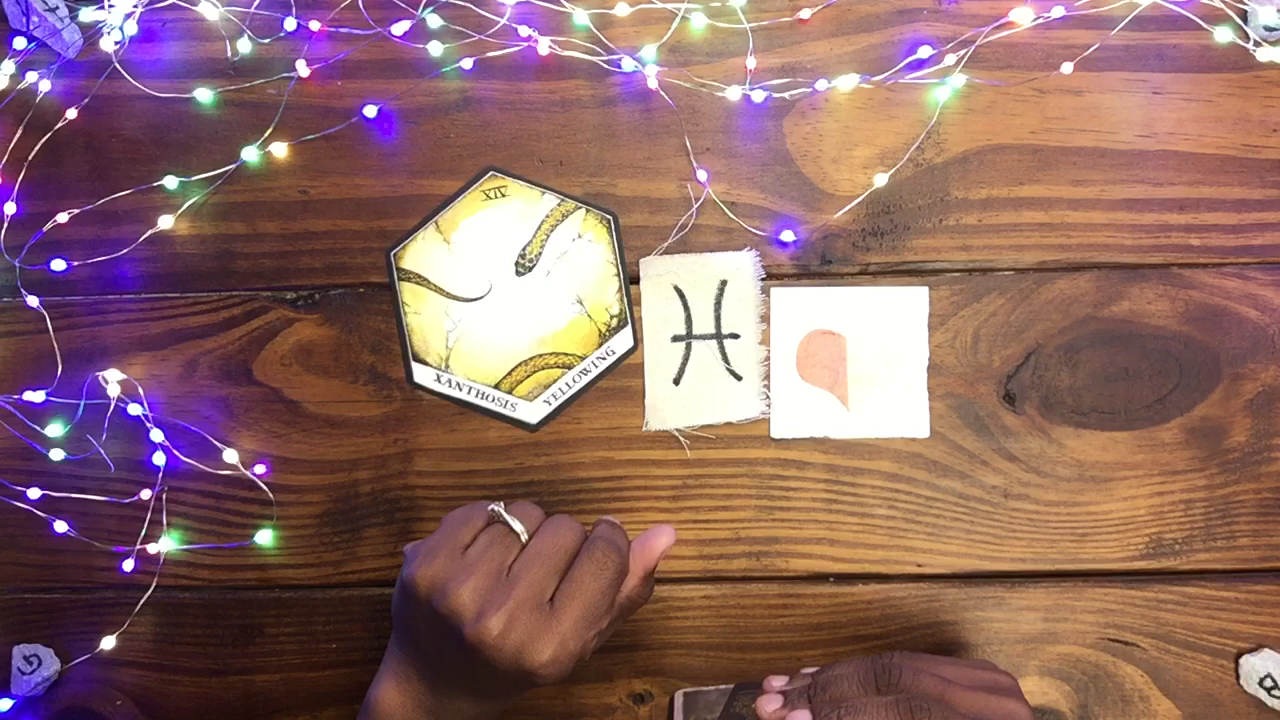 XIV
XANTHOSIS
YELLOWING
♓
G
B